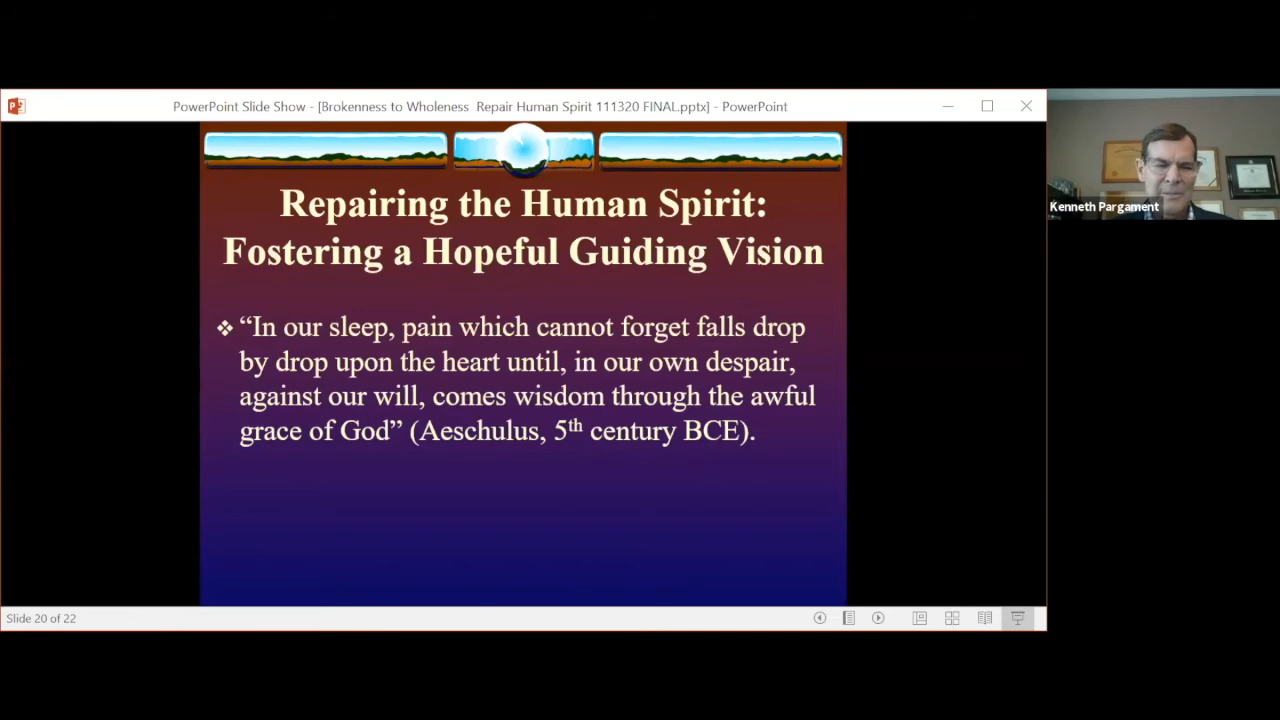 PowerPoint Slide Show - [Brokenness to Wholeness  Repair Human Spirit 111320 FINAL.pptx] - PowerPoint
Kenneth Pargament
Repairing the Human Spirit:
Fostering a Hopeful Guiding Vision
❖ “In our sleep, pain which cannot forget falls drop
by drop upon the heart until, in our own despair,
against our will, comes wisdom through the awful
grace of God” (Aeschulus, 5th century BCE).
Slide 20 of 22